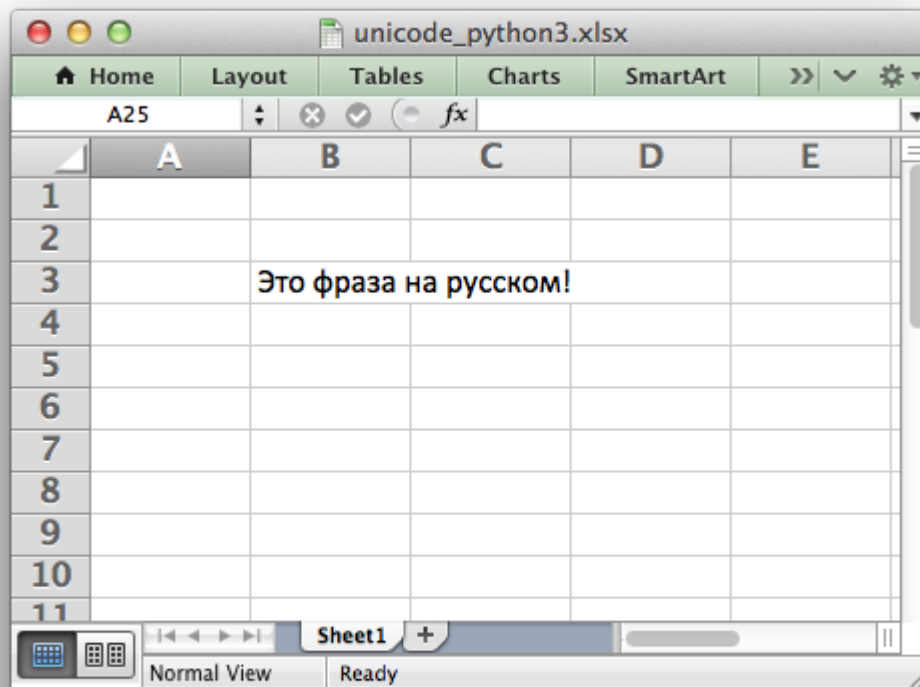 unicode_python3.xlsx
Home Layout Tables Charts SmartArt
A25 fx
A B C D E
1
2
3 Это фраза на русском!
4
5
6
7
8
9
10
11
Sheet1 +
Normal View Ready